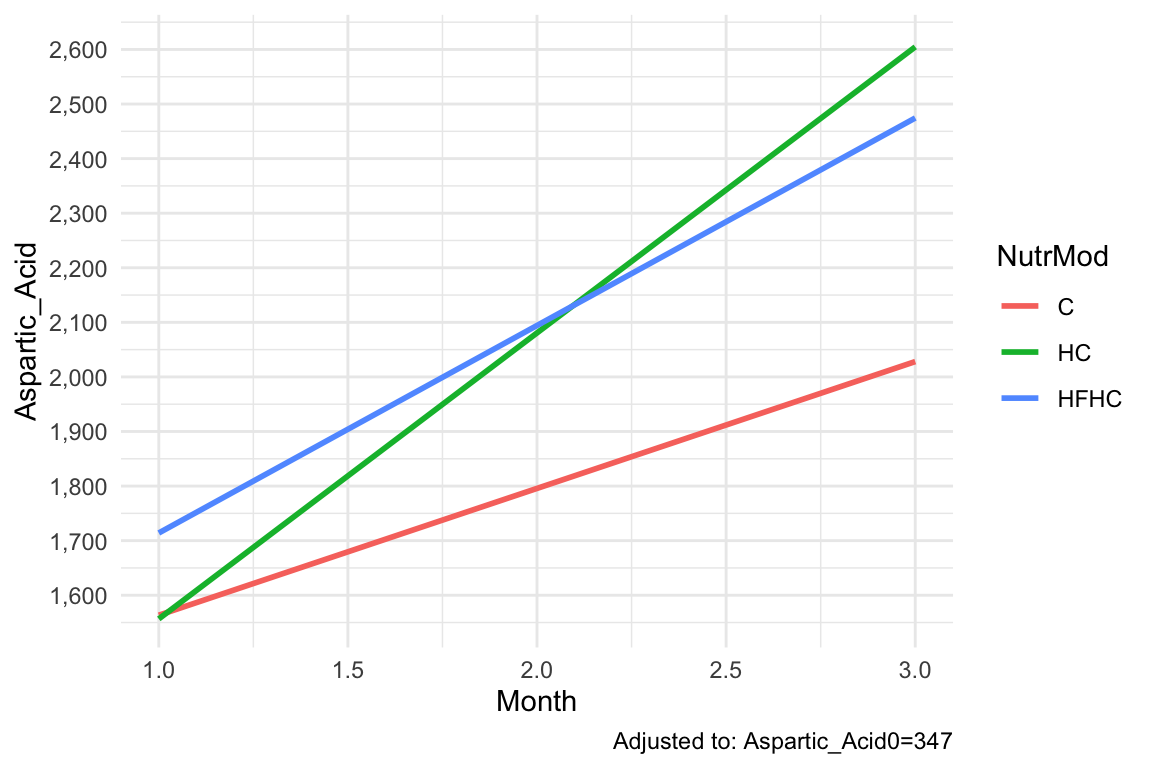 Aspartic_Acid
2,600
2,500
2,400
2,300
2,200
2,100
2,000
1,900
1,800
1,700
1,600
1.0 1.5 2.0 2.5 3.0
Month
NutrMod
C
HC
HFHC
Adjusted to: Aspartic_Acid0=347